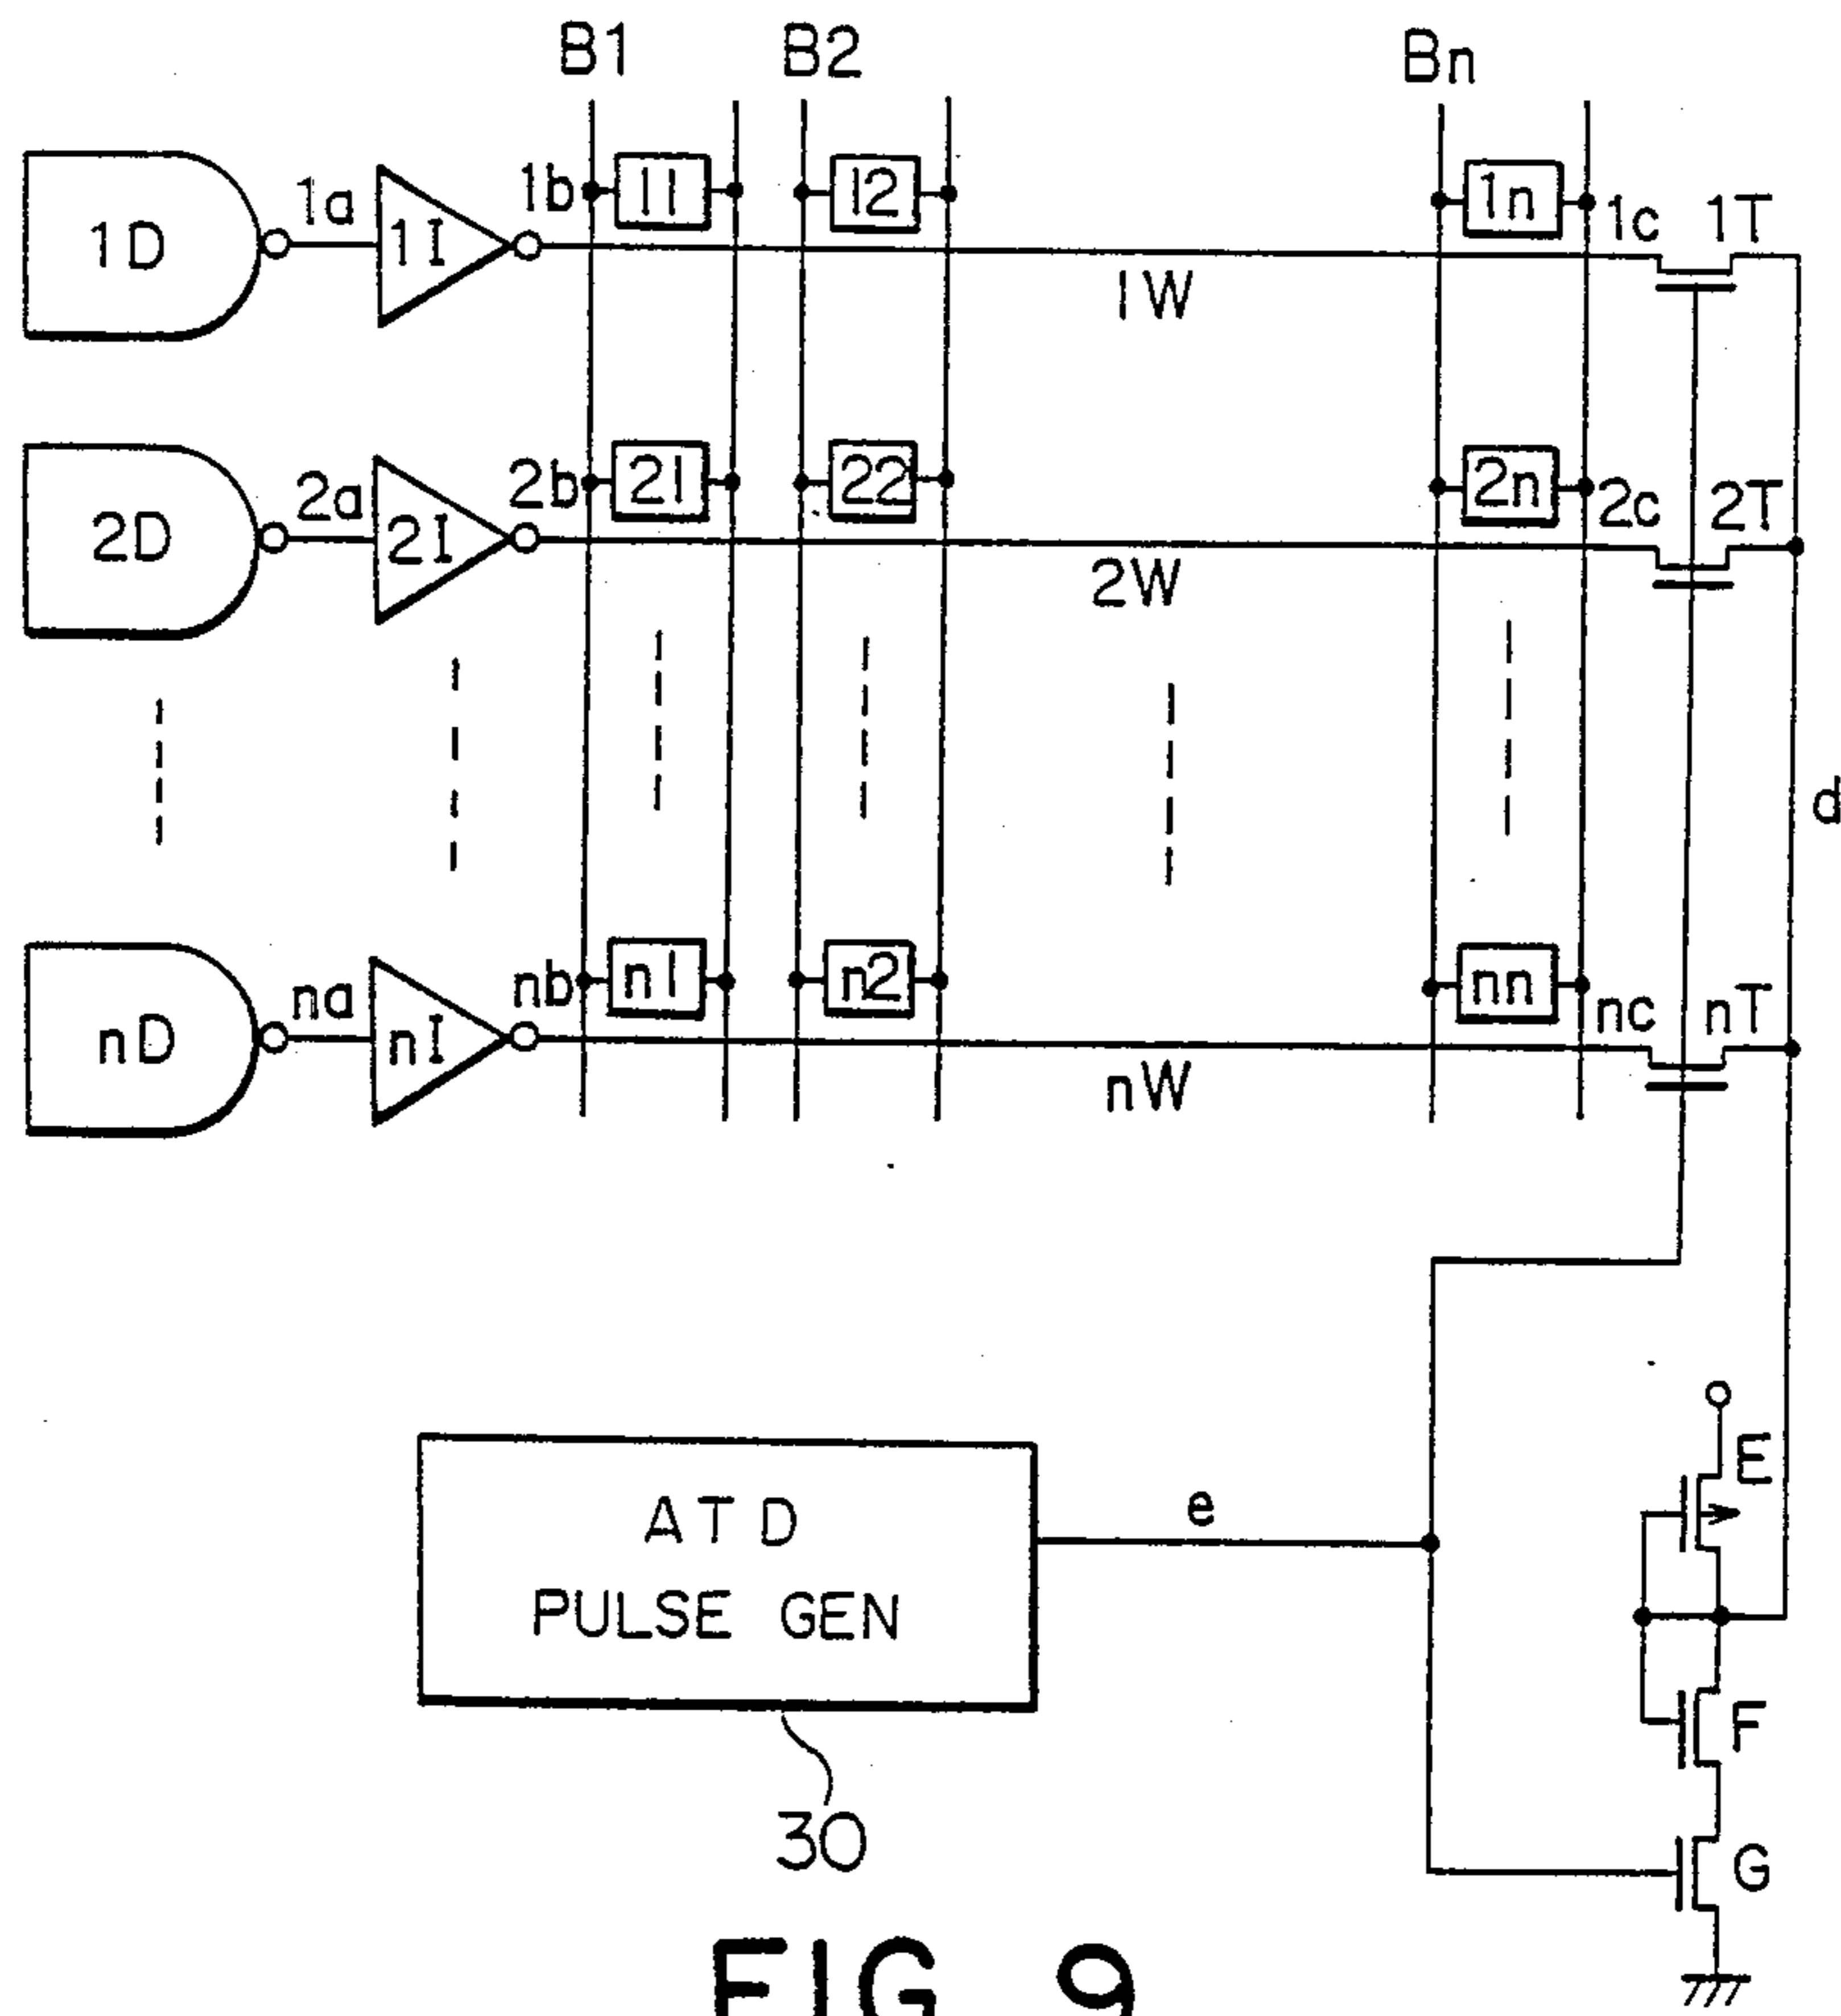 B1 B2 Bn
1D 1a 1I 1b 11 12 1n 1c 1T
1W
2D 2a 2I 2b 21 22 2n 2c 2T
2W
d
nD na nI nb n1 n2 nn nc nT
nW
E
ATD e
PULSE GEN
F
30
G
FIG 9